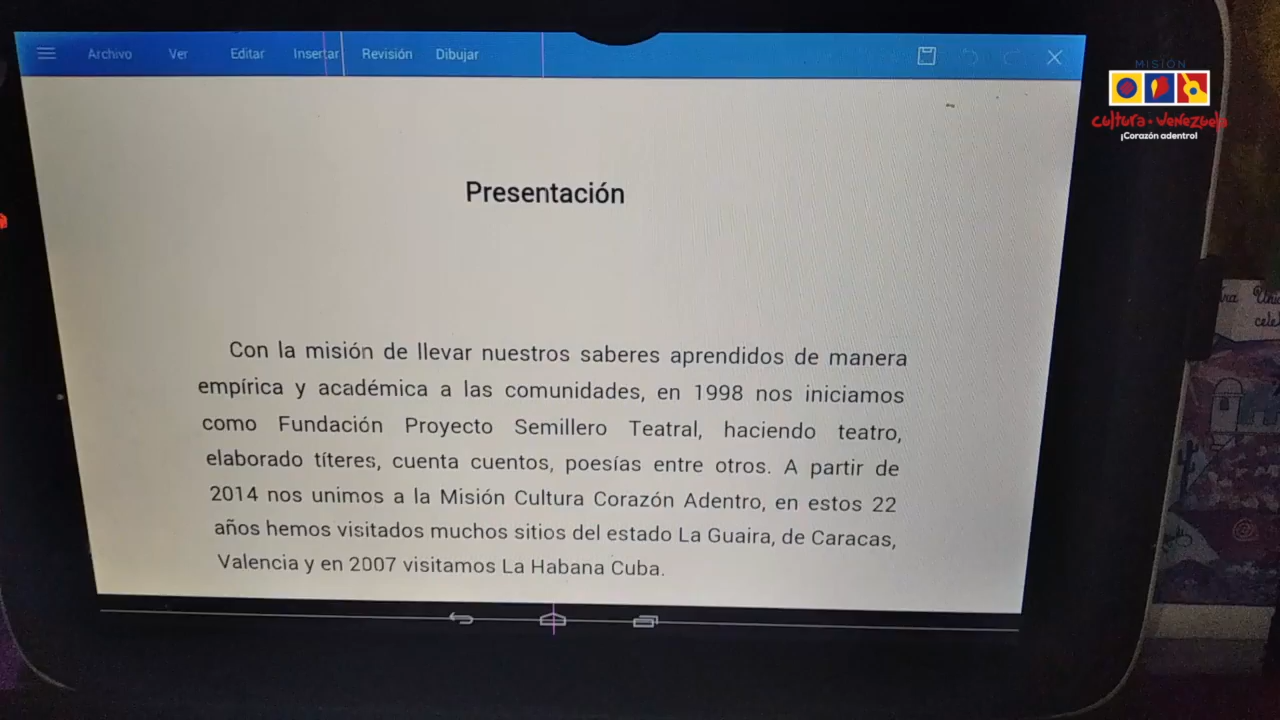 Archivo Ver Editar Insertar Revisión Dibujar
MISIÓN
cultura • venezuela
¡Corazón adentro!
Presentación
Con la misión de llevar nuestros saberes aprendidos de manera
empírica y académica a las comunidades, en 1998 nos iniciamos
como Fundación Proyecto Semillero Teatral, haciendo teatro,
elaborado títeres, cuenta cuentos, poesías entre otros. A partir de
2014 nos unimos a la Misión Cultura Corazón Adentro, en estos 22
años hemos visitados muchos sitios del estado La Guaira, de Caracas,
Valencia y en 2007 visitamos La Habana Cuba.